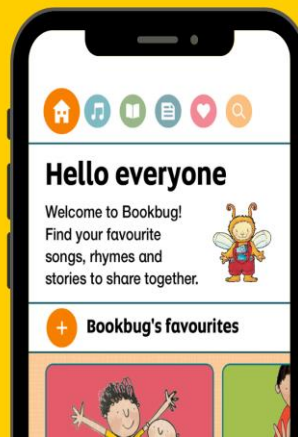 Hello everyone
Welcome to Bookbug!
Find your favourite
songs, rhymes and
stories to share together.
+ Bookbug's favourites